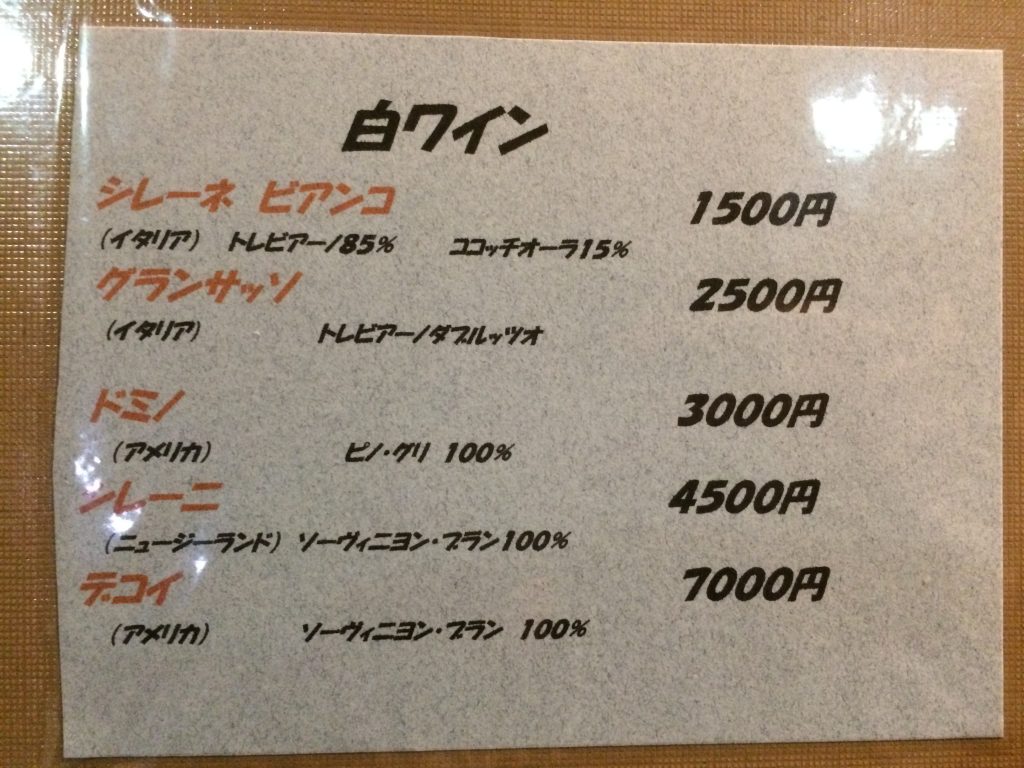 白ワイン
シレーネ ビアンコ 1500円
(イタリア) トレビアーノ85% ココッチオーラ15%
グランサッソ 2500円
(イタリア) トレビアーノダブルッツオ
ドミノ 3000円
(アメリカ) ピノ・グリ 100%
シレーニ 4500円
(ニュージーランド) ソーヴィニヨン・ブラン100%
デコイ 7000円
(アメリカ) ソーヴィニヨン・ブラン 100%